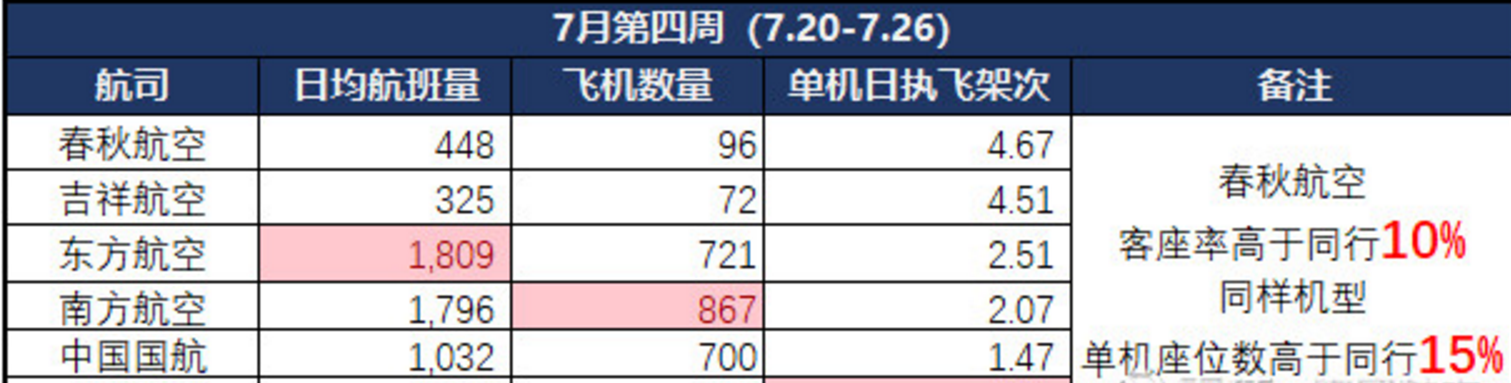 7月第四周（7.20-7.26）
航司 日均航班量 飞机数量 单机日执飞架次 备注
春秋航空 448 96 4.67
吉祥航空 325 72 4.51
东方航空 1,809 721 2.51
南方航空 1,796 867 2.07
中国国航 1,032 700 1.47
春秋航空
客座率高于同行10%
同样机型
单机座位数高于同行15%